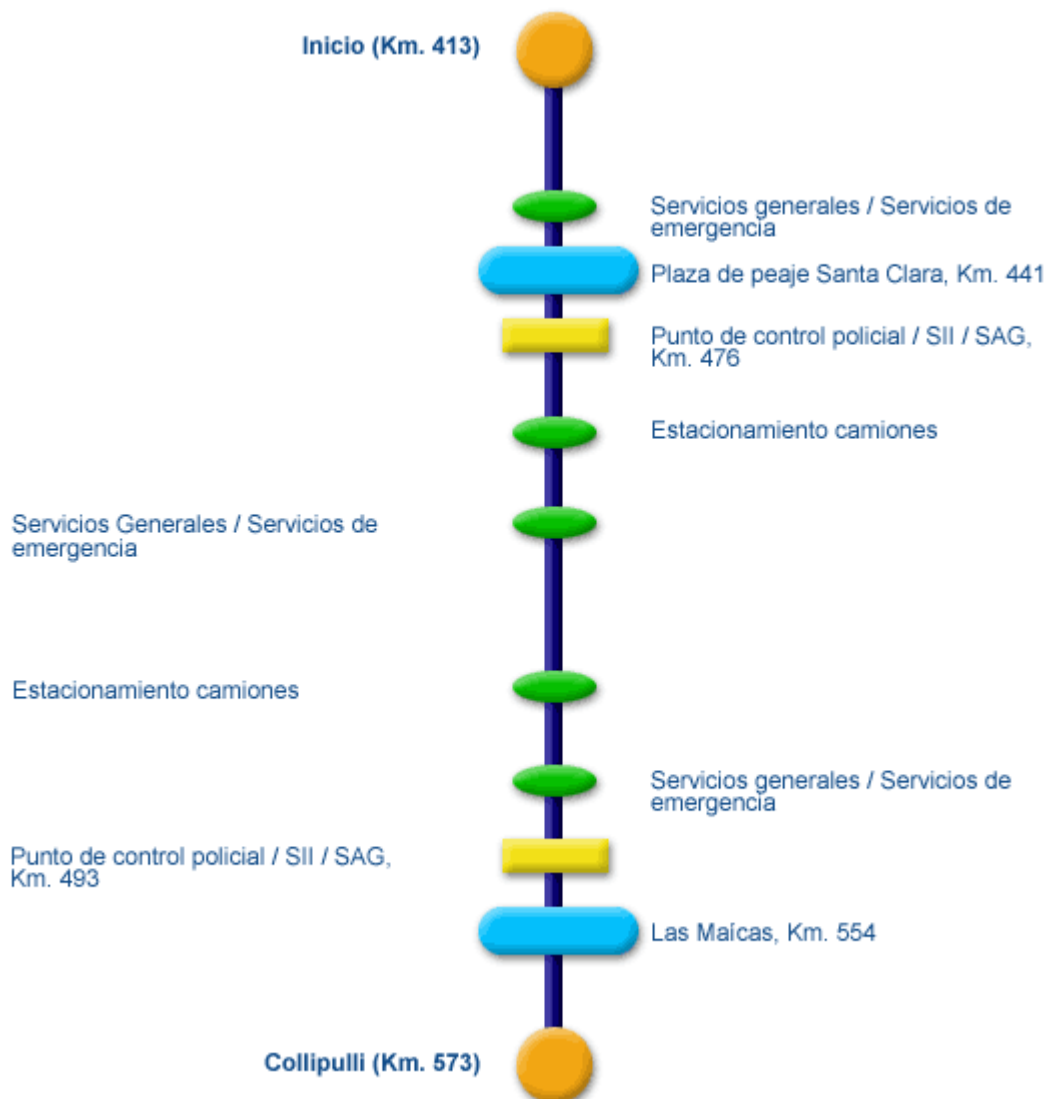 Inicio (Km. 413)
Servicios generales / Servicios de
emergencia
Plaza de peaje Santa Clara, Km. 441
Punto de control policial / SII / SAG,
Km. 476
Estacionamiento camiones
Servicios Generales / Servicios de
emergencia
Estacionamiento camiones
Servicios generales / Servicios de
emergencia
Punto de control policial / SII / SAG,
Km. 493
Las Maícas, Km. 554
Collipulli (Km. 573)